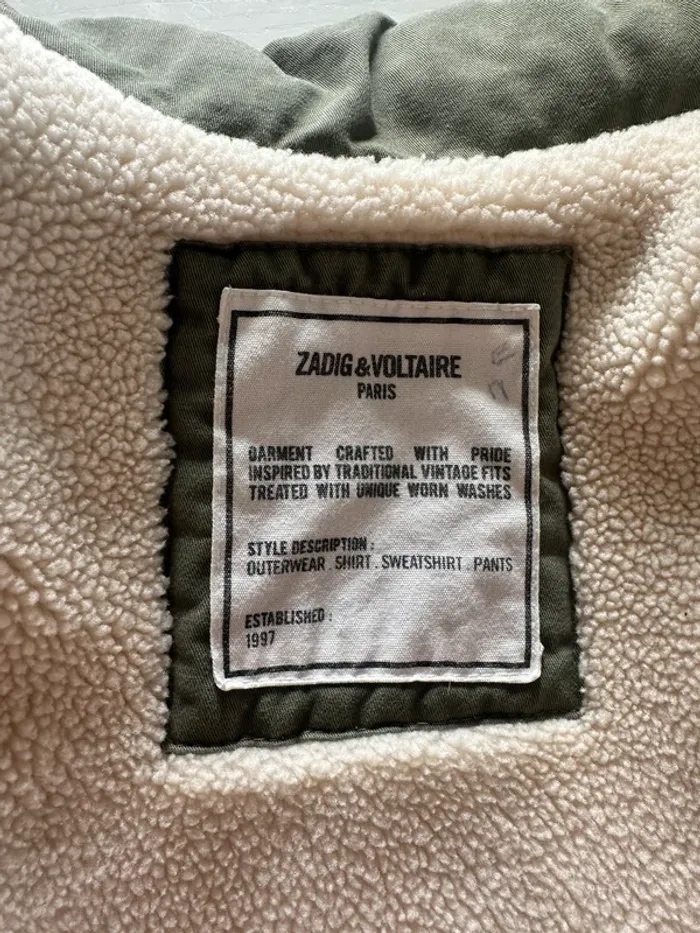 ZADIG&VOLTAIRE
PARIS
GARMENT CRAFTED WITH PRIDE
INSPIRED BY TRADITIONAL VINTAGE FITS
TREATED WITH UNIQUE WORN WASHES
STYLE DESCRIPTION :
OUTERWEAR . SHIRT . SWEATSHIRT . PANTS
ESTABLISHED :
1997